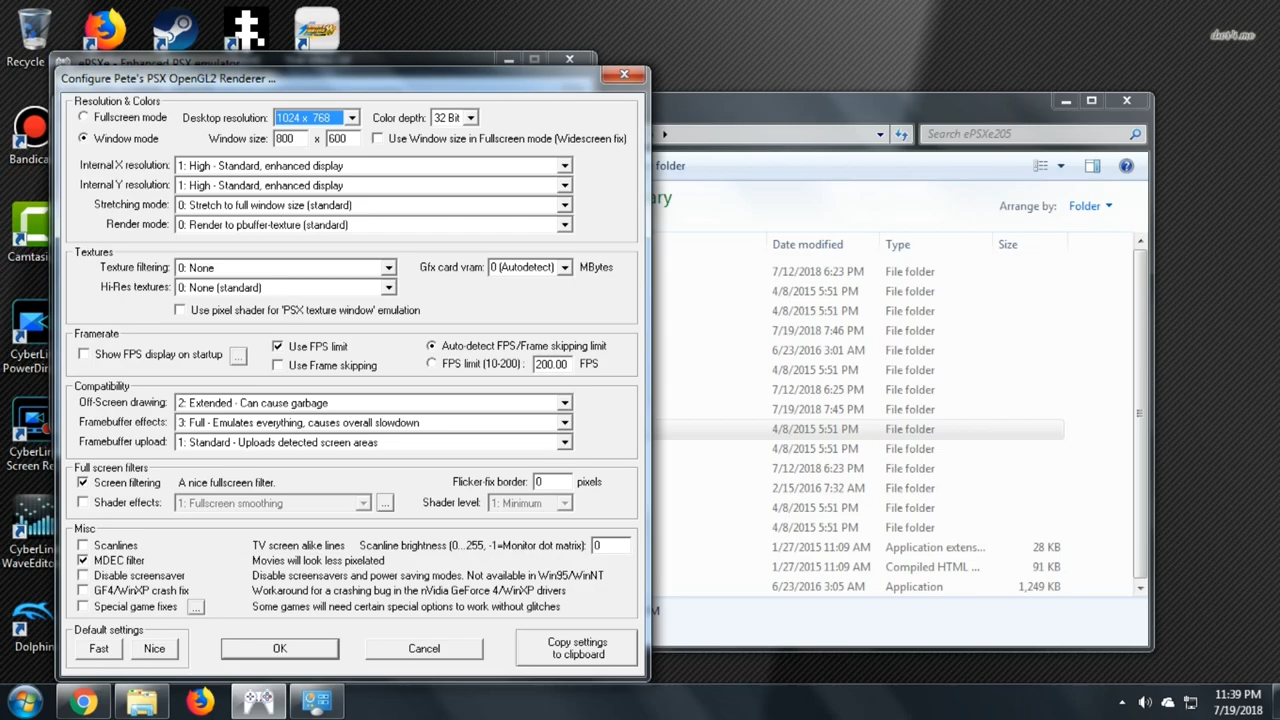 Recycle
ePSXe - Enhanced PSX emulator
Configure Pete's PSX OpenGL2 Renderer ...
Resolution & Colors
Fullscreen mode
Desktop resolution:
1024 x 768
Color depth:
32 Bit
Window mode
Window size:
800
x
600
Use Window size in Fullscreen mode (Widescreen fix)
Internal X resolution:
1: High - Standard, enhanced display
Internal Y resolution:
1: High - Standard, enhanced display
Stretching mode:
0: Stretch to full window size (standard)
Render mode:
0: Render to pbuffer-texture (standard)
Textures
Texture filtering:
0: None
Gfx card vram:
0 (Autodetect)
MBytes
Hi-Res textures:
0: None (standard)
Use pixel shader for 'PSX texture window' emulation
Framerate
Show FPS display on startup
...
Use FPS limit
Auto-detect FPS/Frame skipping limit
Use Frame skipping
FPS limit (10-200) :
200.00
FPS
Compatibility
Off-Screen drawing:
2: Extended - Can cause garbage
Framebuffer effects:
3: Full - Emulates everything, causes overall slowdown
Framebuffer upload:
1: Standard - Uploads detected screen areas
Full screen filters
Screen filtering
A nice fullscreen filter.
Flicker-fix border:
0
pixels
Shader effects:
1: Fullscreen smoothing
...
Shader level:
1: Minimum
Misc
Scanlines
TV screen alike lines
Scanline brightness (0...255, -1=Monitor dot matrix):
0
MDEC filter
Movies will look less pixelated
Disable screensaver
Disable screensavers and power saving modes. Not available in Win95/WinNT
GF4/WinXP crash fix
Workaround for a crashing bug in the nVidia GeForce 4/WinXP drivers
Special game fixes
...
Some games will need certain special options to work without glitches
Default settings
Fast
Nice
OK
Cancel
Copy settings
to clipboard
Search ePSXe205
folder
ary
Arrange by:
Folder
Date modified
Type
Size
7/12/2018 6:23 PM
File folder
4/8/2015 5:51 PM
File folder
4/8/2015 5:51 PM
File folder
7/19/2018 7:46 PM
File folder
6/23/2016 3:01 AM
File folder
4/8/2015 5:51 PM
File folder
7/12/2018 6:25 PM
File folder
7/19/2018 7:45 PM
File folder
4/8/2015 5:51 PM
File folder
4/8/2015 5:51 PM
File folder
7/12/2018 6:23 PM
File folder
2/15/2016 7:32 AM
File folder
4/8/2015 5:51 PM
File folder
4/8/2015 5:51 PM
File folder
1/27/2015 11:09 AM
Application extens...
28 KB
1/27/2015 11:09 AM
Compiled HTML ...
91 KB
6/23/2016 3:05 AM
Application
1,249 KB
M
Bandica
Camtas
CyberLi
PowerDi
CyberLin
Screen Re
CyberLin
WaveEdito
Dolphin
11:39 PM
7/19/2018